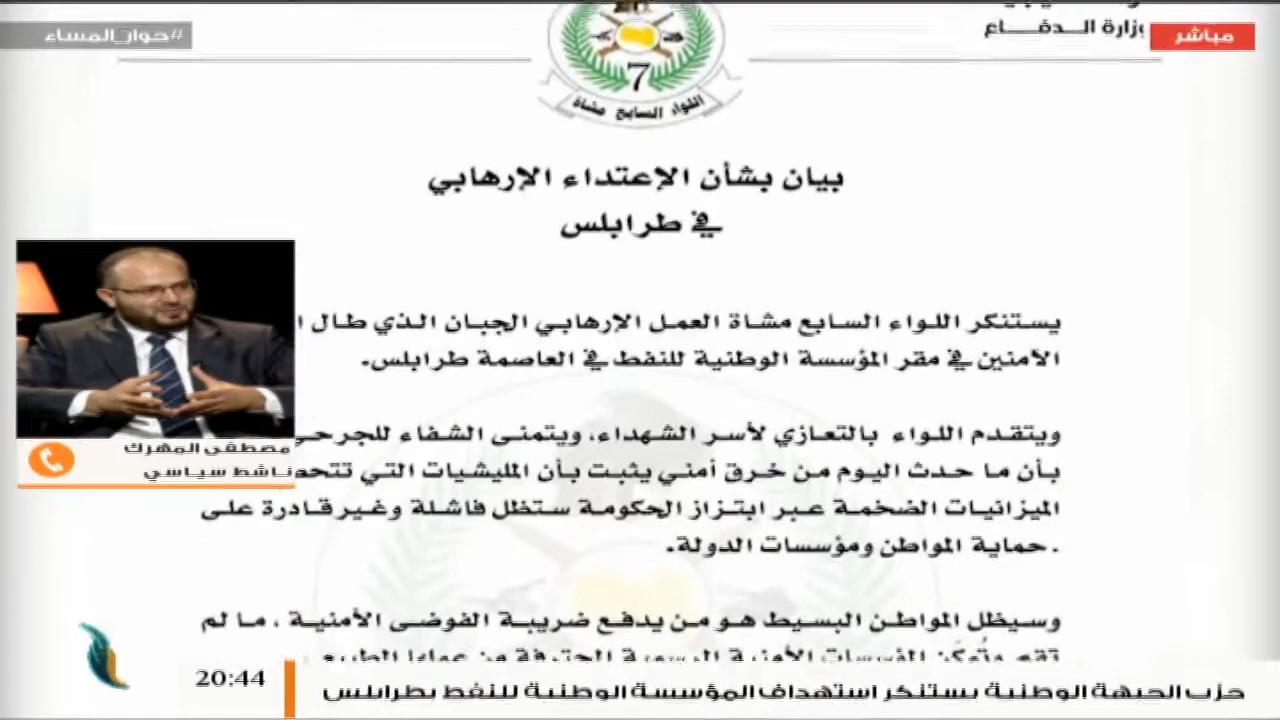 #حوار_المساء
مباشر
وزارة الـدفـــاع
7
اللواء السابع مشاة
بيان بشأن الإعتداء الإرهابي
في طرابلس
يستنكر اللواء السابع مشاة العمل الإرهابي الجبان الذي طال
الآمنين في مقر المؤسسة الوطنية للنفط في العاصمة طرابلس.
ويتقدم اللواء بالتعازي لأسر الشهداء، ويتمنى الشفاء للجرحى
بأن ما حدث اليوم من خرق أمني يثبت بأن المليشيات التي
الميزانيات الضخمة عبر ابتزاز الحكومة ستظل فاشلة وغير قادرة على
حماية المواطن ومؤسسات الدولة.
وسيظل المواطن البسيط هو من يدفع ضريبة الفوضى الأمنية ، ما لم
مصطفى المهرك
ناشط سياسي
20:44
حزب الجبهة الوطنية يستنكر استهداف المؤسسة الوطنية للنفط بطرابلس